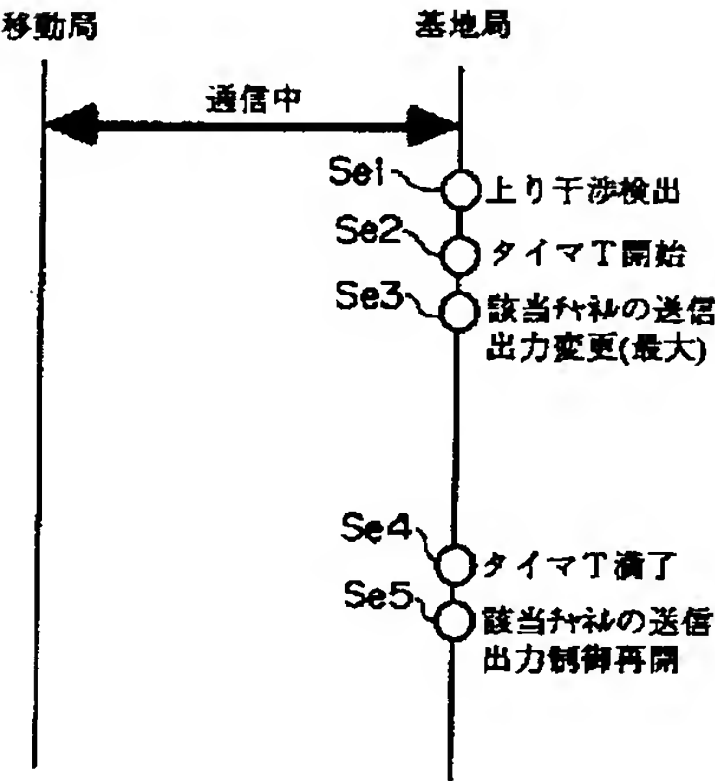 移動局
基地局
通信中
Se1
上り干渉検出
Se2
タイマT開始
Se3
該当ﾁｬﾈﾙの送信
出力変更(最大)
Se4
タイマT満了
Se5
該当ﾁｬﾈﾙの送信
出力制御再開